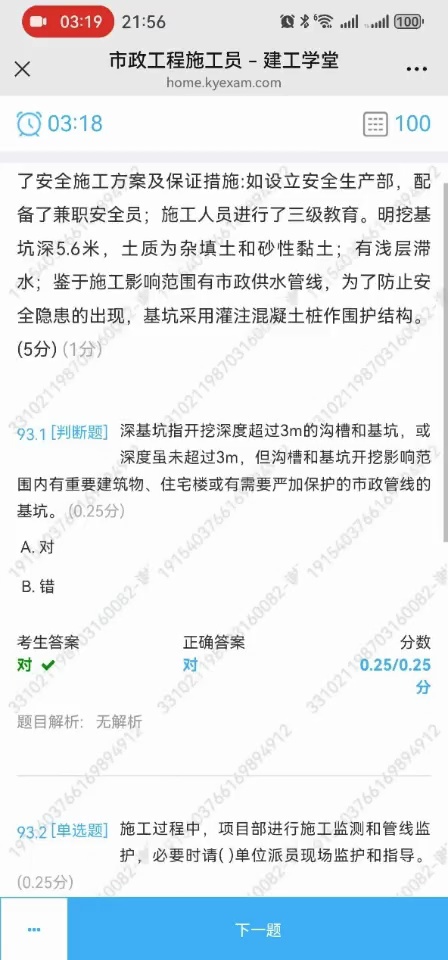 03:19 21:56 100
市政工程施工员 – 建工学堂
home.kyexam.com
03:18 100
了安全施工方案及保证措施:如设立安全生产部，配
备了兼职安全员；施工人员进行了三级教育。明挖基
坑深5.6米，土质为杂填土和砂性黏土；有浅层滞
水；鉴于施工影响范围有市政供水管线，为了防止安
全隐患的出现，基坑采用灌注混凝土桩作围护结构。
(5分) (1分)
93.1 [判断题] 深基坑指开挖深度超过3m的沟槽和基坑，或
深度虽未超过3m，但沟槽和基坑开挖影响范
围内有重要建筑物、住宅楼或有需要严加保护的市政管线的
基坑。 (0.25分)
A. 对
B. 错
考生答案 正确答案 分数
对 对 0.25/0.25
分
题目解析: 无解析
93.2 [单选题] 施工过程中，项目部进行施工监测和管线监
护，必要时请( )单位派员现场监护和指导。
(0.25分)
下一题